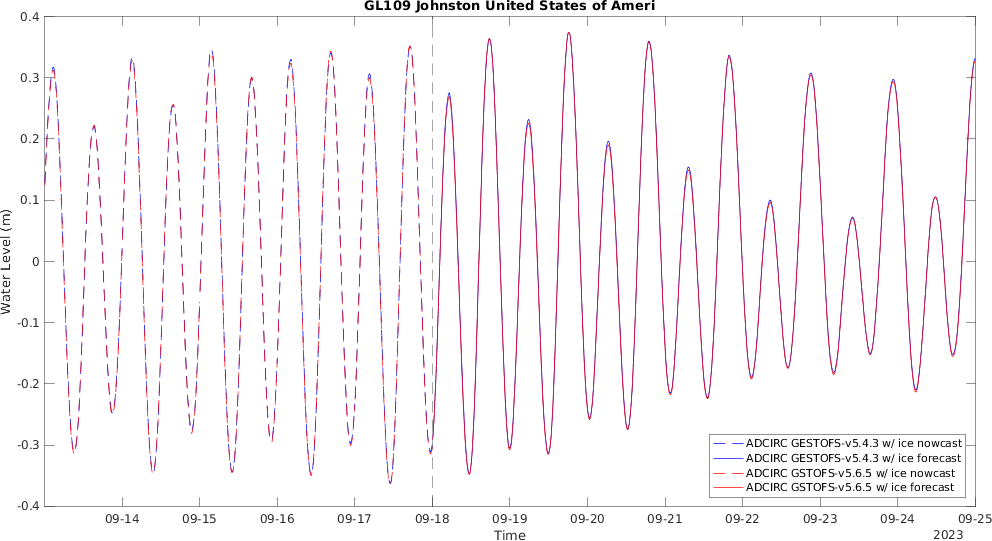 GL109 Johnston United States of Ameri
0.4
0.3
0.2
0.1
0
-0.1
-0.2
-0.3
-0.4
Water Level (m)
ADCIRC GESTOFS-v5.4.3 w/ ice nowcast
ADCIRC GESTOFS-v5.4.3 w/ ice forecast
ADCIRC GSTOFS-v5.6.5 w/ ice nowcast
ADCIRC GSTOFS-v5.6.5 w/ ice forecast
09-14 09-15 09-16 09-17 09-18 09-19 09-20 09-21 09-22 09-23 09-24 09-25
Time
2023